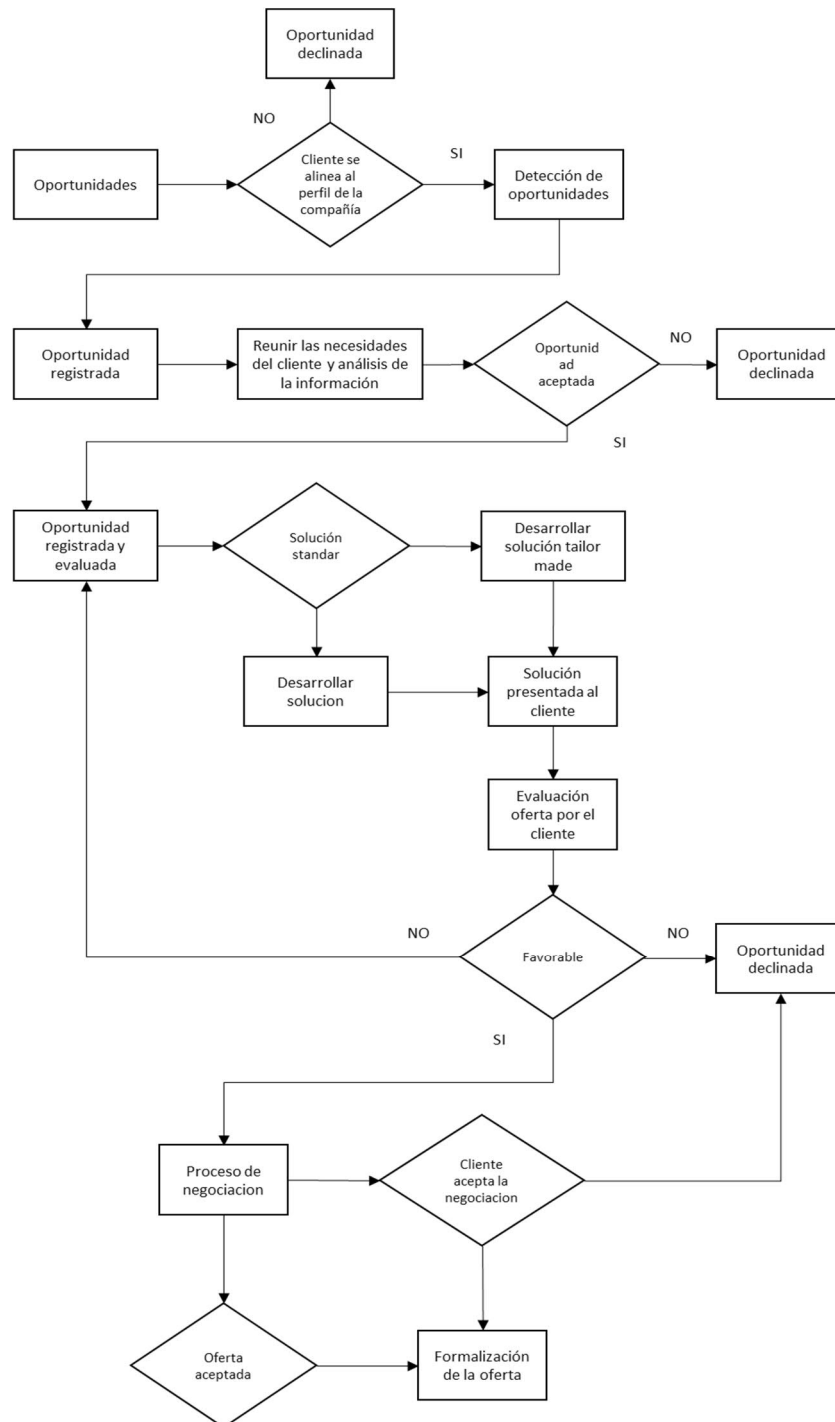 Oportunidad
declinada
NO
SI
Oportunidades
Cliente se
alinea al
perfil de la
compañía
Detección de
oportunidades
Oportunidad
registrada
Reunir las necesidades
del cliente y análisis de
la información
Oportunid
ad
aceptada
NO
Oportunidad
declinada
SI
Oportunidad
registrada y
evaluada
Solución
standar
Desarrollar
solución tailor
made
Desarrollar
solucion
Solución
presentada al
cliente
Evaluación
oferta por el
cliente
NO
Favorable
NO
Oportunidad
declinada
SI
Proceso de
negociacion
Cliente
acepta la
negociacion
Oferta
aceptada
Formalización
de la oferta